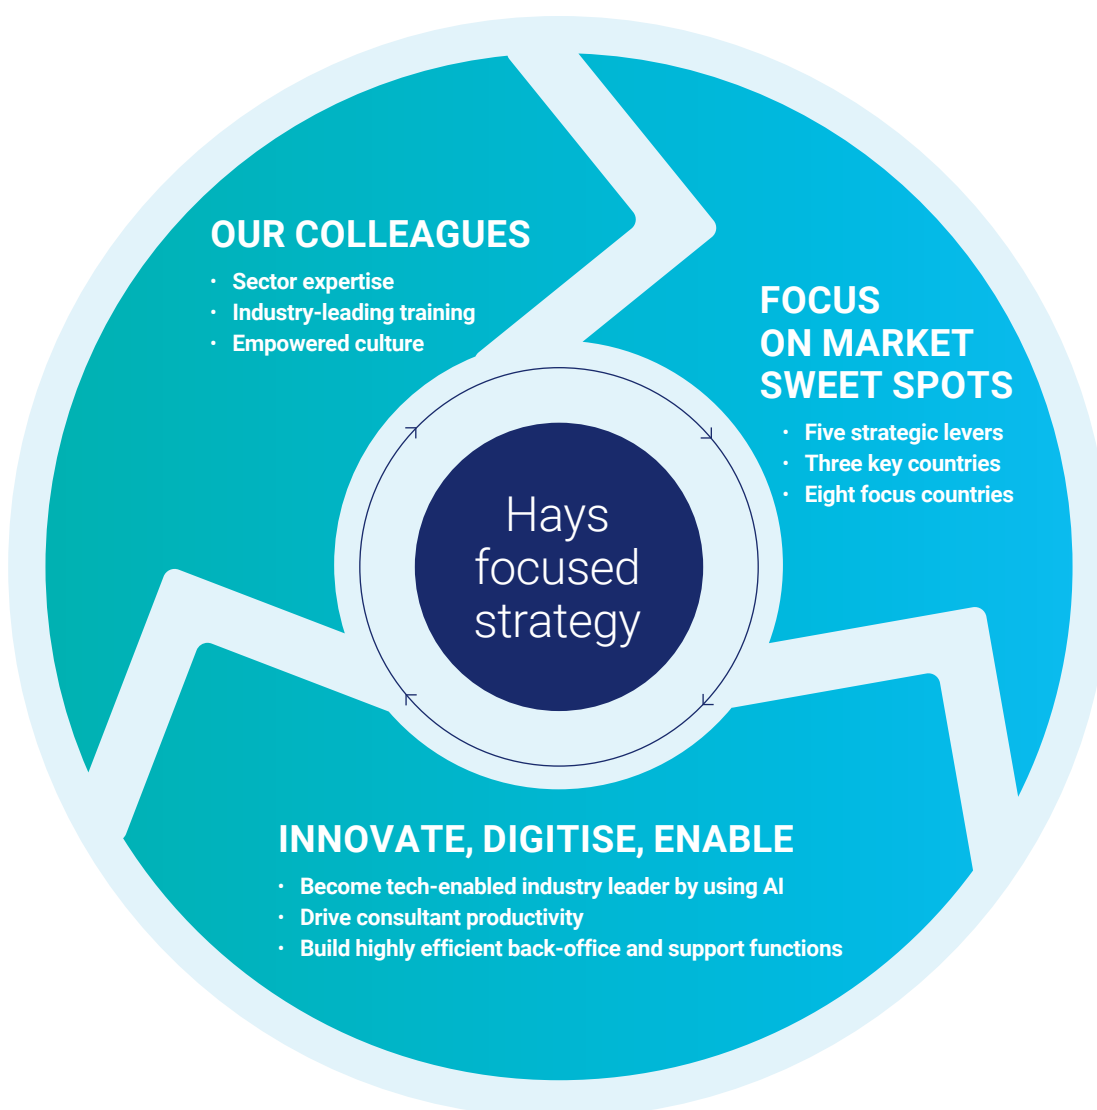 OUR COLLEAGUES
• Sector expertise
• Industry-leading training
• Empowered culture
FOCUS
ON MARKET
SWEET SPOTS
• Five strategic levers
• Three key countries
• Eight focus countries
Hays
focused
strategy
INNOVATE, DIGITISE, ENABLE
• Become tech-enabled industry leader by using AI
• Drive consultant productivity
• Build highly efficient back-office and support functions